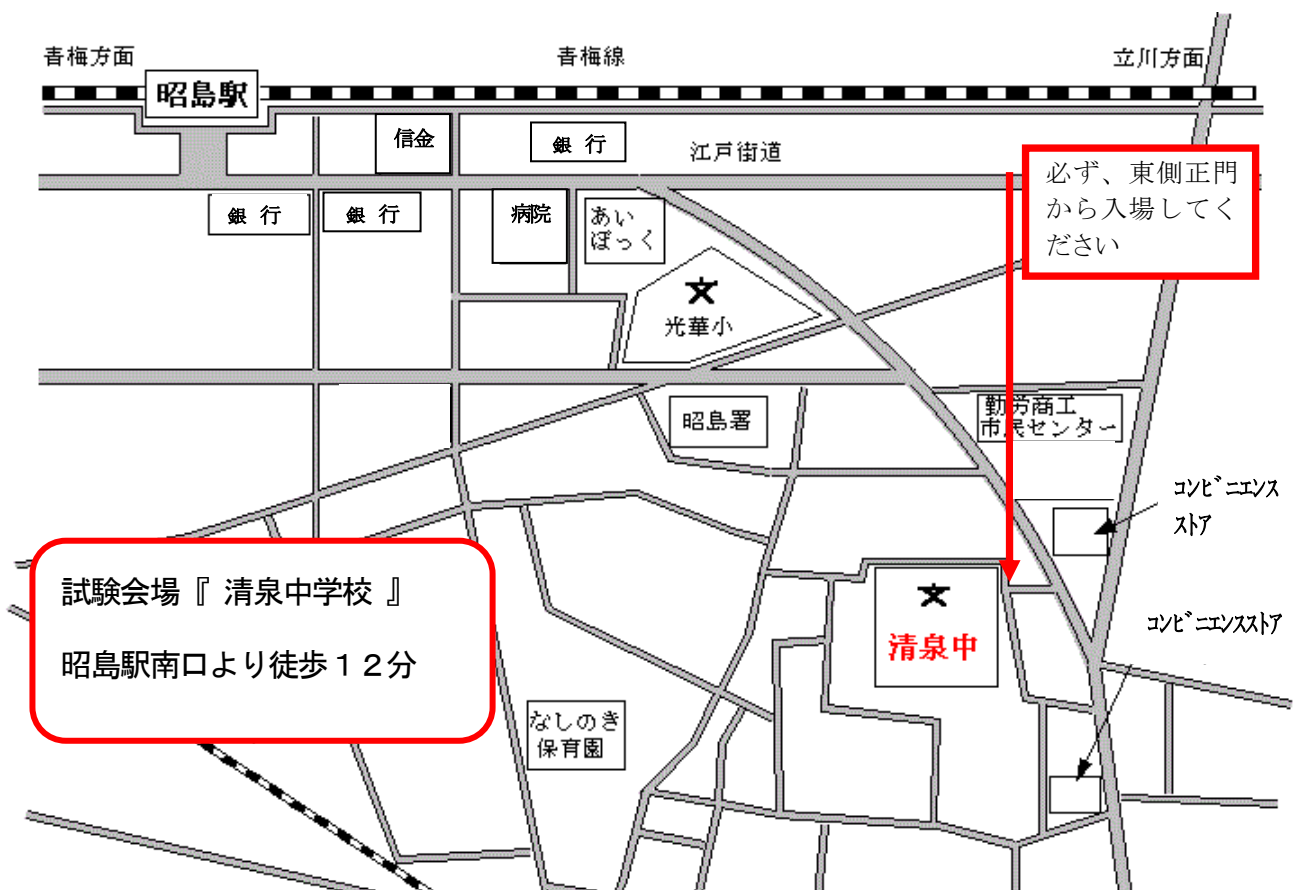 青梅方面
青梅線
立川方面
昭島駅
信金
銀 行
江戸街道
必ず、東側正門
から入場してく
ださい
銀 行
銀 行
病院
あい
ぽっく
文
光華小
昭島署
勤労商工
市民センター
コンビニエンス
ストア
試験会場『 清泉中学校 』
昭島駅南口より徒歩１２分
文
清泉中
コンビニエンスストア
なしのき
保育園